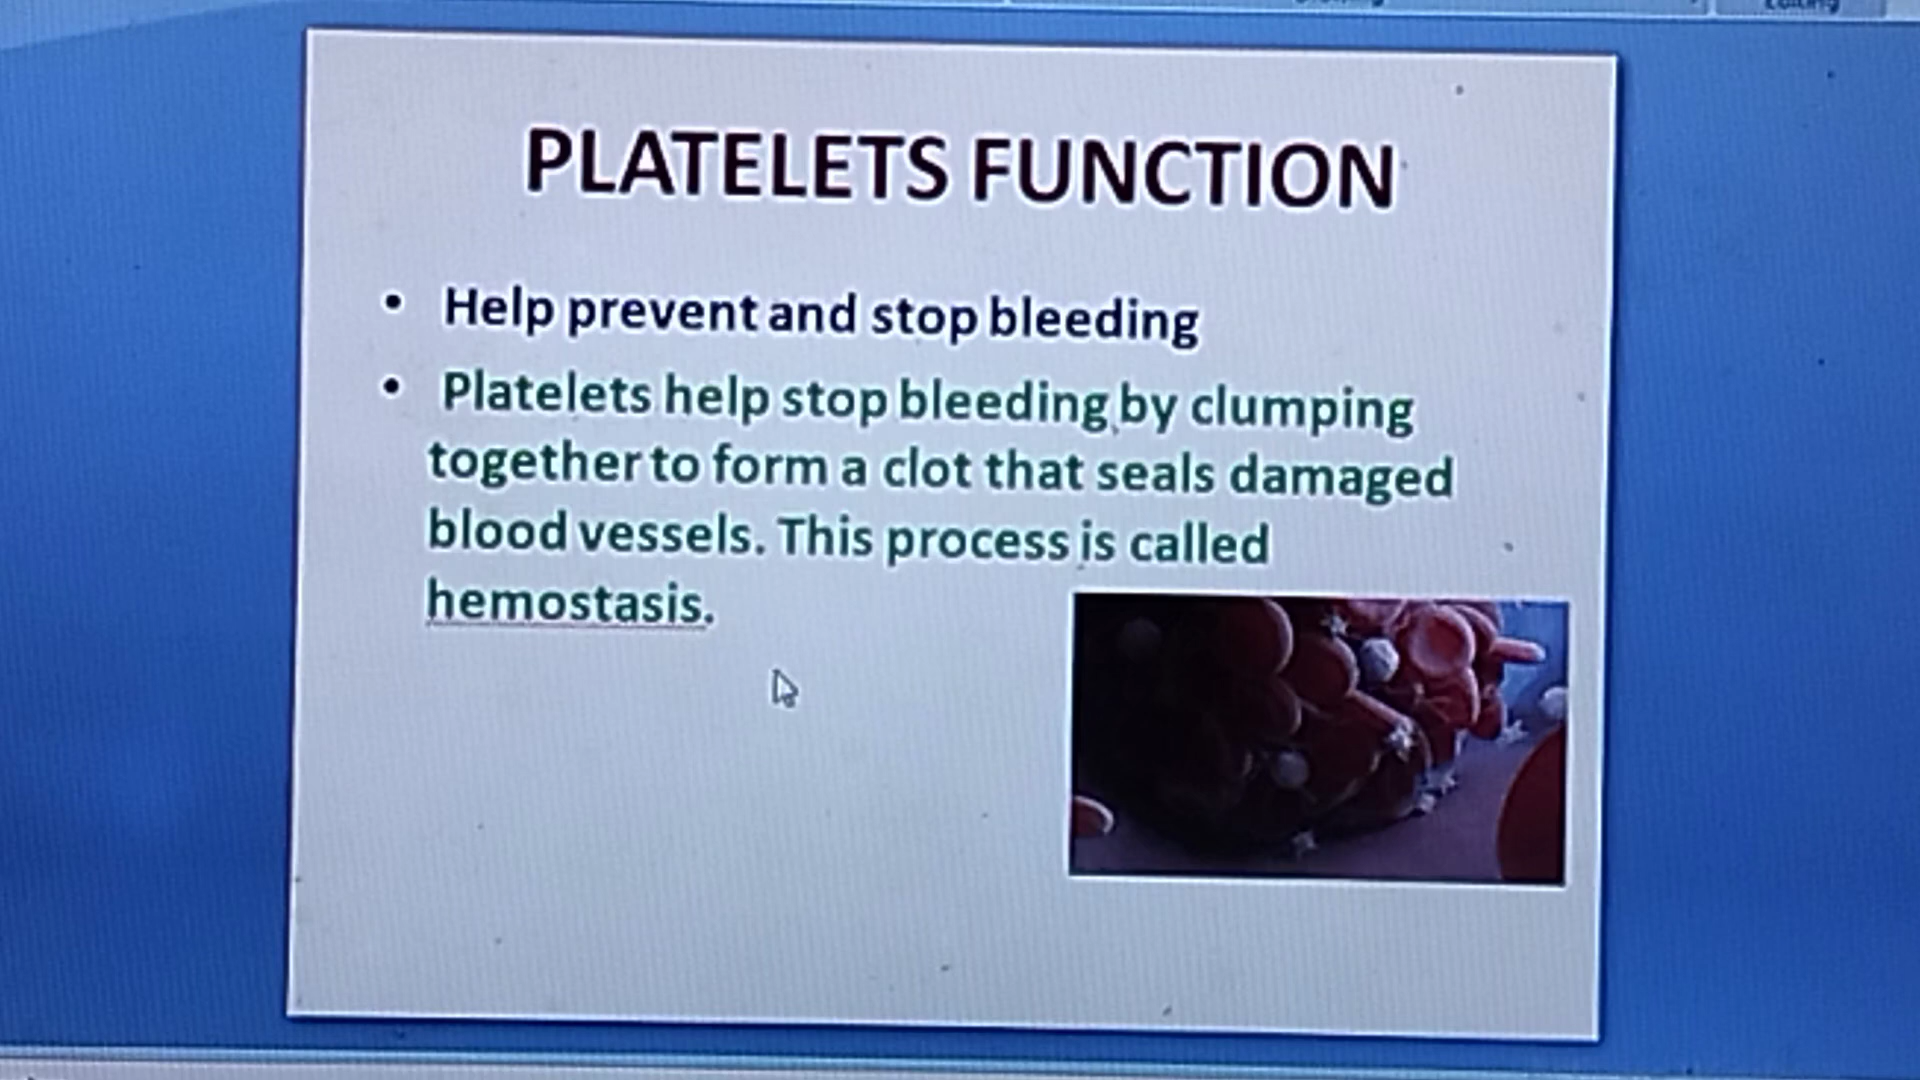 PLATELETS FUNCTION
• Help prevent and stop bleeding
• Platelets help stop bleeding by clumping
together to form a clot that seals damaged
blood vessels. This process is called
hemostasis.